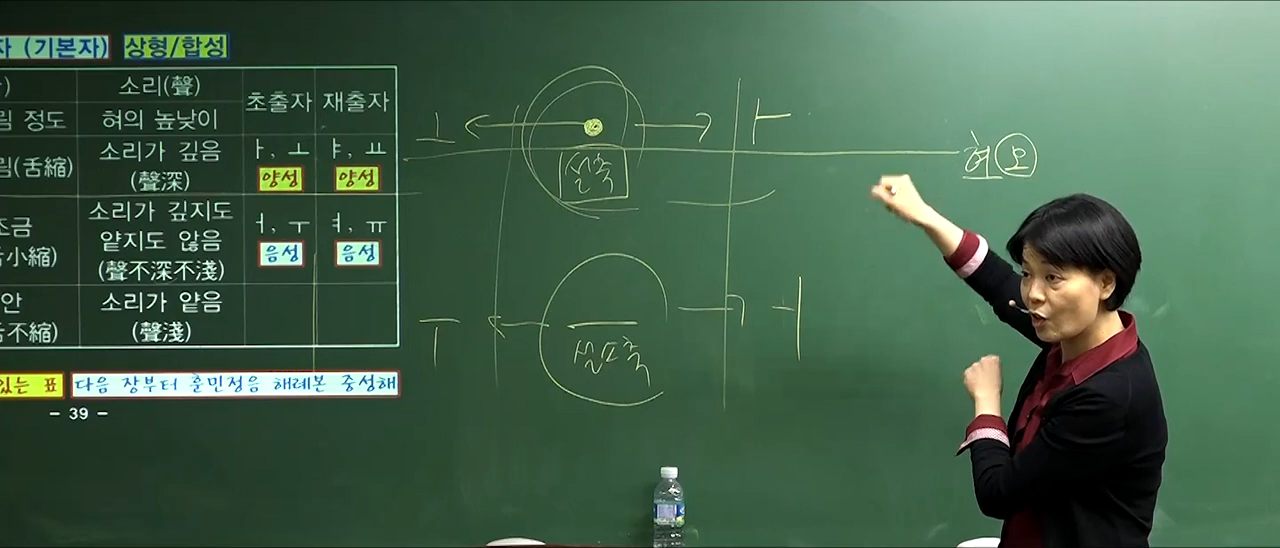 자 (기본자) 상형/합성
소리(聲) 초출자 재출자
림 정도 혀의 높낮이
림(舌縮) 소리가 깊음 ㅏ, ㅗ ㅑ, ㅛ
(聲深) 양성 양성
조금 소리가 깊지도 ㅓ, ㅜ ㅕ, ㅠ
小縮) 얕지도 않음 음성 음성
(聲不深不淺)
안 소리가 얕음
舌不縮) (聲淺)
있는 표 다음 장부터 훈민정음 해례본 중성해
- 39 -
ㅗ ㅏ
설축
ㅜ ㅓ
설소축